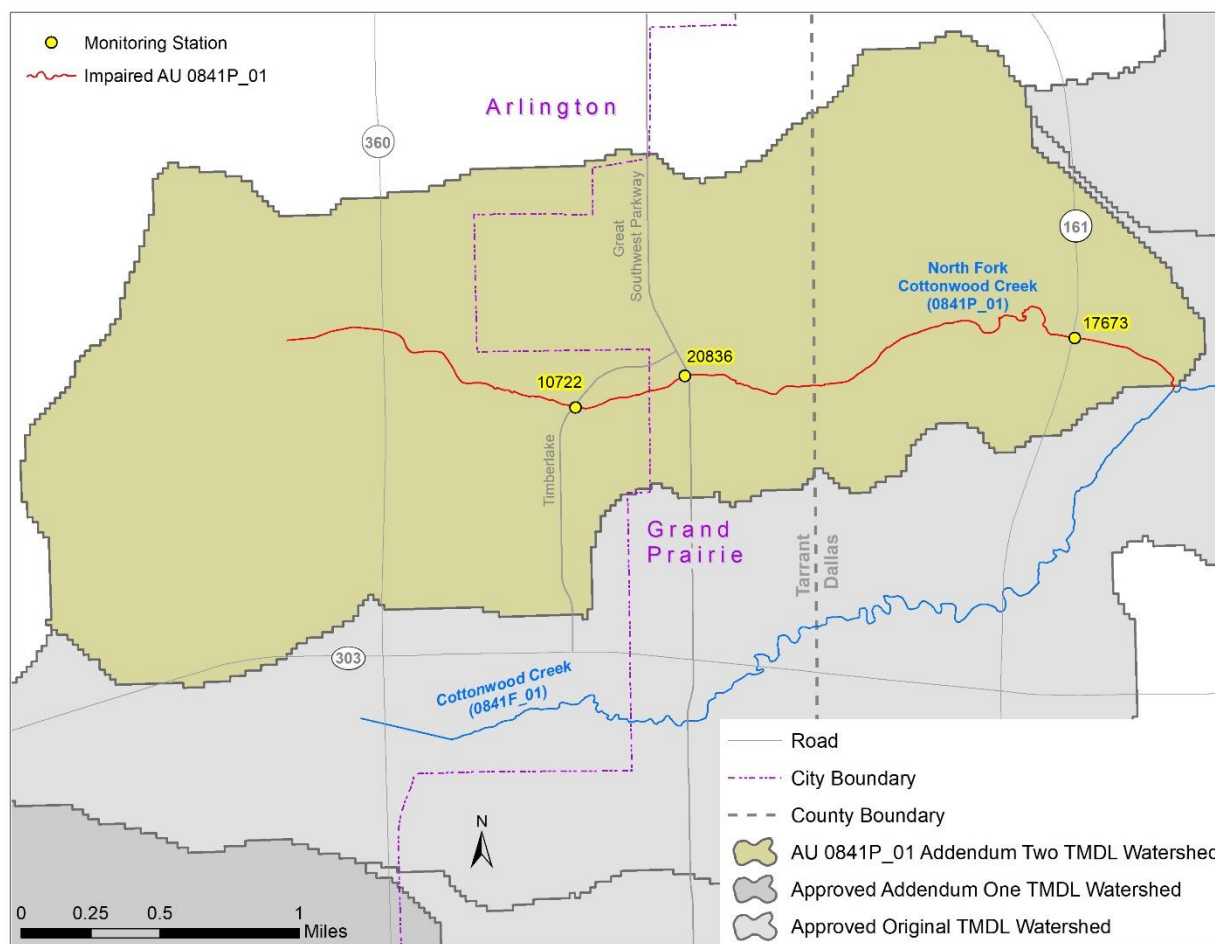 Monitoring Station
Impaired AU 0841P_01
Arlington
360
Great
Southwest Parkway
161
North Fork
Cottonwood Creek
(0841P_01)
17673
20836
10722
Timberlake
Grand
Prairie
Tarrant
Dallas
303
Cottonwood Creek
(0841F_01)
Road
City Boundary
County Boundary
AU 0841P_01 Addendum Two TMDL Watershed
Approved Addendum One TMDL Watershed
Approved Original TMDL Watershed
N
0 0.25 0.5 1
Miles